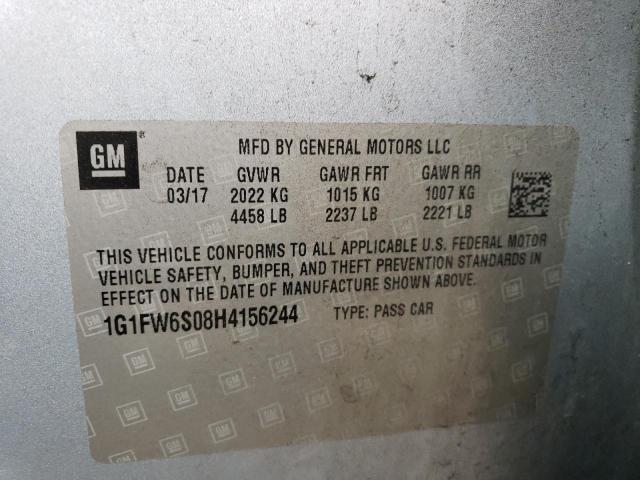 GM
®
MFD BY GENERAL MOTORS LLC
DATE GVWR GAWR FRT GAWR RR
03/17 2022 KG 1015 KG 1007 KG
4458 LB 2237 LB 2221 LB
THIS VEHICLE CONFORMS TO ALL APPLICABLE U.S. FEDERAL MOTOR
VEHICLE SAFETY, BUMPER, AND THEFT PREVENTION STANDARDS IN
EFFECT ON THE DATE OF MANUFACTURE SHOWN ABOVE.
1G1FW6S08H4156244 TYPE: PASS CAR